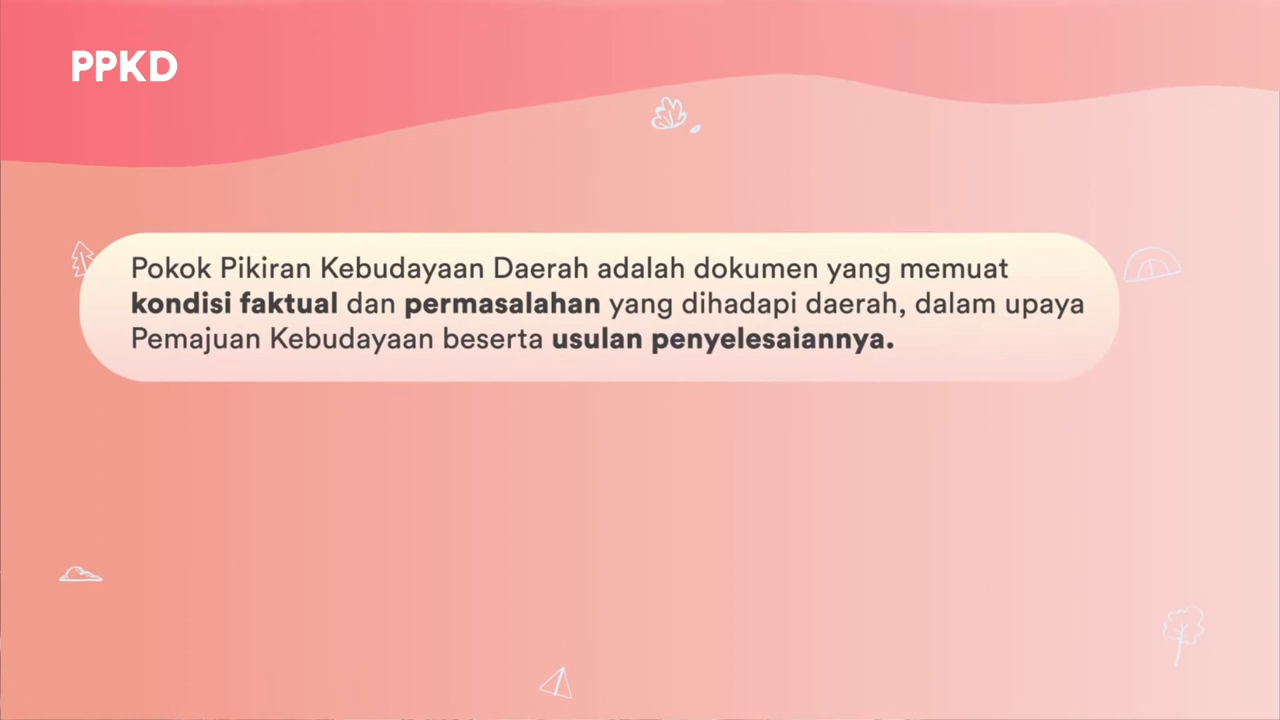 PPKD
Pokok Pikiran Kebudayaan Daerah adalah dokumen yang memuat
kondisi faktual dan permasalahan yang dihadapi daerah, dalam upaya
Pemajuan Kebudayaan beserta usulan penyelesaiannya.